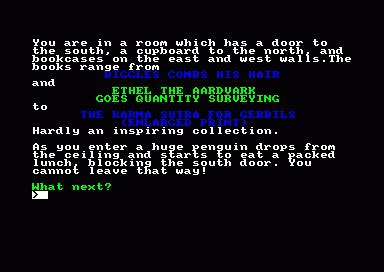 You are in a room which has a door to
the south, a cupboard to the north, and
bookcases on the east and west walls.The
books range from
BIGGLES COMBS HIS HAIR
and
ETHEL THE AARDVARK
GOES QUANTITY SURVEYING
to
THE KARMA SUTRA FOR GERBILS
(ENLARGED PRINT)
Hardly an inspiring collection.
As you enter a huge penguin drops from
the ceiling and starts to eat a packed
lunch, blocking the south door. You
cannot leave that way!
What next?
>